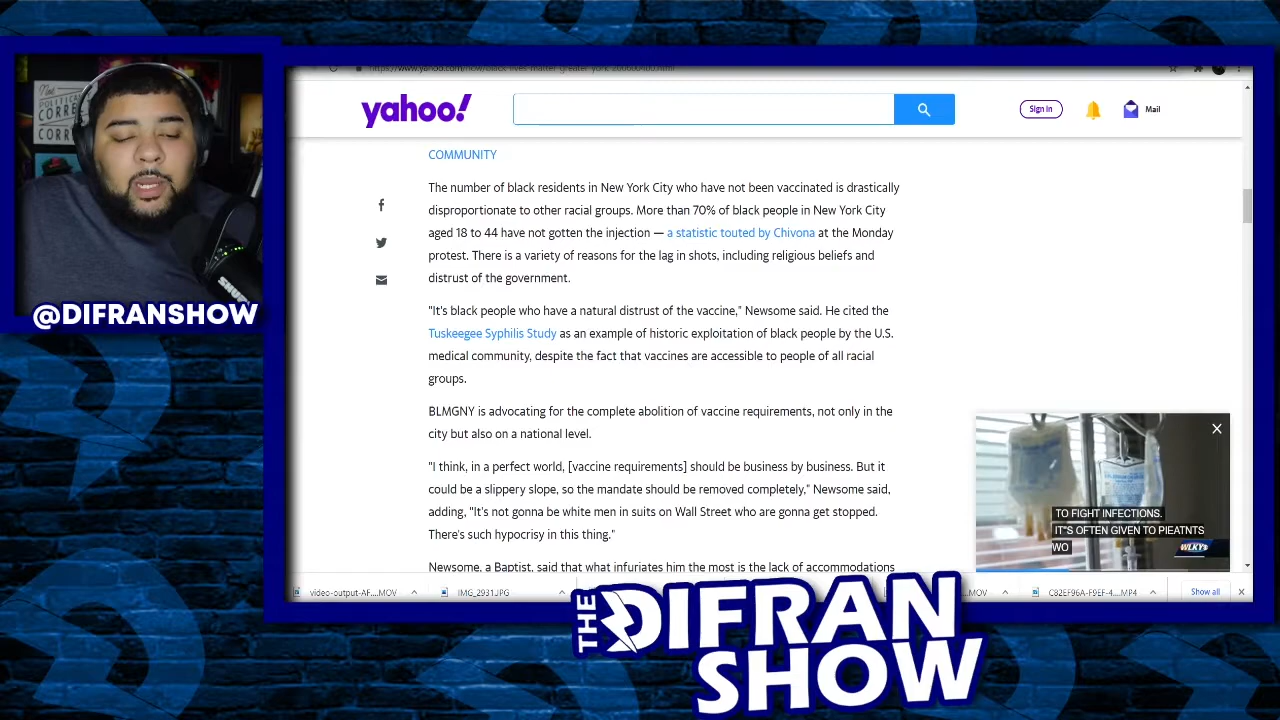 yahoo!
Sign in
Mail
COMMUNITY
The number of black residents in New York City who have not been vaccinated is drastically
disproportionate to other racial groups. More than 70% of black people in New York City
aged 18 to 44 have not gotten the injection — a statistic touted by Chivona at the Monday
protest. There is a variety of reasons for the lag in shots, including religious beliefs and
distrust of the government.
"It's black people who have a natural distrust of the vaccine," Newsome said. He cited the
Tuskeegee Syphilis Study as an example of historic exploitation of black people by the U.S.
medical community, despite the fact that vaccines are accessible to people of all racial
groups.
BLMGNY is advocating for the complete abolition of vaccine requirements, not only in the
city but also on a national level.
"I think, in a perfect world, [vaccine requirements] should be business by business. But it
could be a slippery slope, so the mandate should be removed completely," Newsome said,
adding, "It's not gonna be white men in suits on Wall Street who are gonna get stopped.
There's such hypocrisy in this thing."
Newsome, a Baptist, said that what infuriates him the most is the lack of accommodations
TO FIGHT INFECTIONS.
IT"S OFTEN GIVEN TO PIEATNTS
WO
WLKY
video-output-AF....MOV
IMG_2931.JPG
MOV
C82EF96A-F9EF-4....MP4
Show all
@DIFRANSHOW
POLITICAL
CORRE
CORR
SHURE
THE
DIFRAN
SHOW